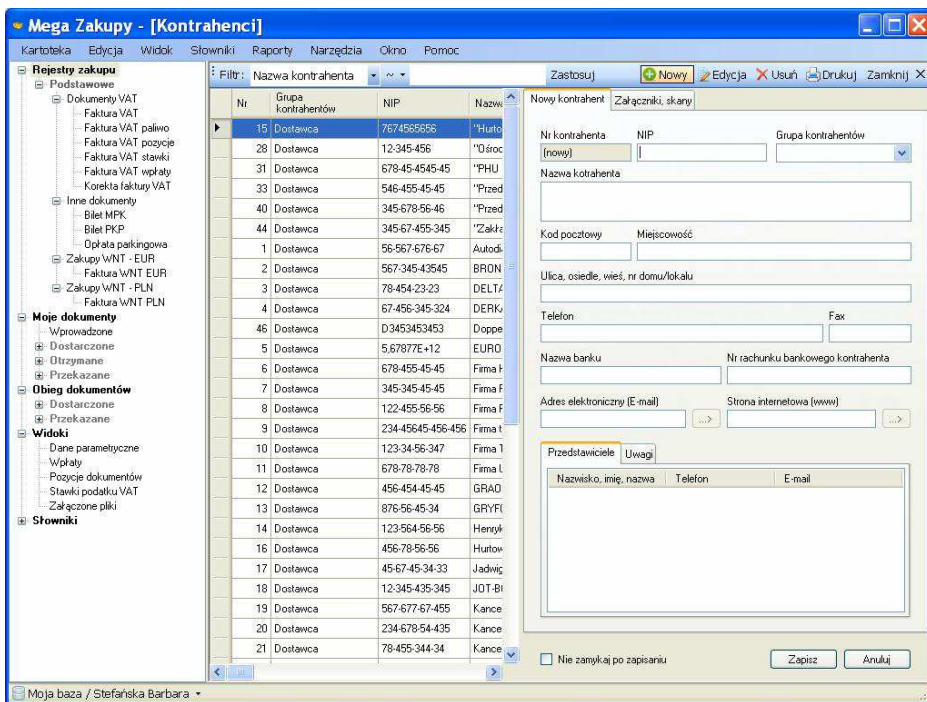 Mega Zakupy - [Kontrahenci]
Kartoteka Edycja Widok Słowniki Raporty Narzędzia Okno Pomoc
Rejestry zakupu
Podstawowe
Dokumenty VAT
Faktura VAT
Faktura VAT paliwo
Faktura VAT pozycje
Faktura VAT stawki
Faktura VAT wpłaty
Korekta faktury VAT
Inne dokumenty
Bilet MPK
Bilet PKP
Opłata parkingowa
Zakupy WNT - EUR
Faktura WNT EUR
Zakupy WNT - PLN
Faktura WNT PLN
Moje dokumenty
Wprowadzone
Dostarczone
Otrzymane
Przekazane
Obieg dokumentów
Dostarczone
Przekazane
Widoki
Dane parametryczne
Wpłaty
Pozycje dokumentów
Stawki podatku VAT
Załączone pliki
Słowniki
Filtr: Nazwa kontrahenta ~ Zastosuj Nowy Edycja Usuń Drukuj Zamknij X
Nr Grupa kontrahentów NIP Nazwa
15 Dostawca 7674565656 "Hurto
28 Dostawca 12-345-456 "Ośroc
31 Dostawca 678-45-4545-45 "PHU
33 Dostawca 546-455-45-45 "Przed
40 Dostawca 345-678-56-46 "Przed
44 Dostawca 345-67-455-345 "Zakła
1 Dostawca 56-567-676-67 Autodi
2 Dostawca 567-345-43545 BRON
3 Dostawca 78-454-23-23 DELTA
4 Dostawca 67-456-345-324 DERKA
46 Dostawca D3453453453 Doppe
5 Dostawca 5,67877E+12 EURO
6 Dostawca 678-455-45-45 Firma H
7 Dostawca 345-345-45-45 Firma F
8 Dostawca 122-455-56-56 Firma F
9 Dostawca 234-45645-456-456 Firma t
10 Dostawca 123-34-56-347 Firma T
11 Dostawca 678-78-78-78 Firma U
12 Dostawca 456-454-45-45 GRAO
13 Dostawca 876-56-45-34 GRYFI
14 Dostawca 123-564-56-56 Henryk
16 Dostawca 456-78-56-56 Hurtow
17 Dostawca 45-67-45-34-33 Jadwig
18 Dostawca 12-345-435-345 JOT-BI
19 Dostawca 567-677-67-455 Kance
20 Dostawca 234-678-54-435 Kance
21 Dostawca 78-455-344-34 Kance
Nowy kontrahent Załączniki, skany
Nr kontrahenta NIP Grupa kontrahentów
(nowy)
Nazwa kotrahenta
Kod pocztowy Miejscowość
Ulica, osiedle, wieś, nr domu/lokalu
Telefon Fax
Nazwa banku Nr rachunku bankowego kontrahenta
Adres elektroniczny (E-mail) Strona internetowa (www)
...> ...>
Przedstawiciele Uwagi
Nazwisko, imię, nazwa Telefon E-mail
Nie zamykaj po zapisaniu Zapisz Anuluj
Moja baza / Stefańska Barbara